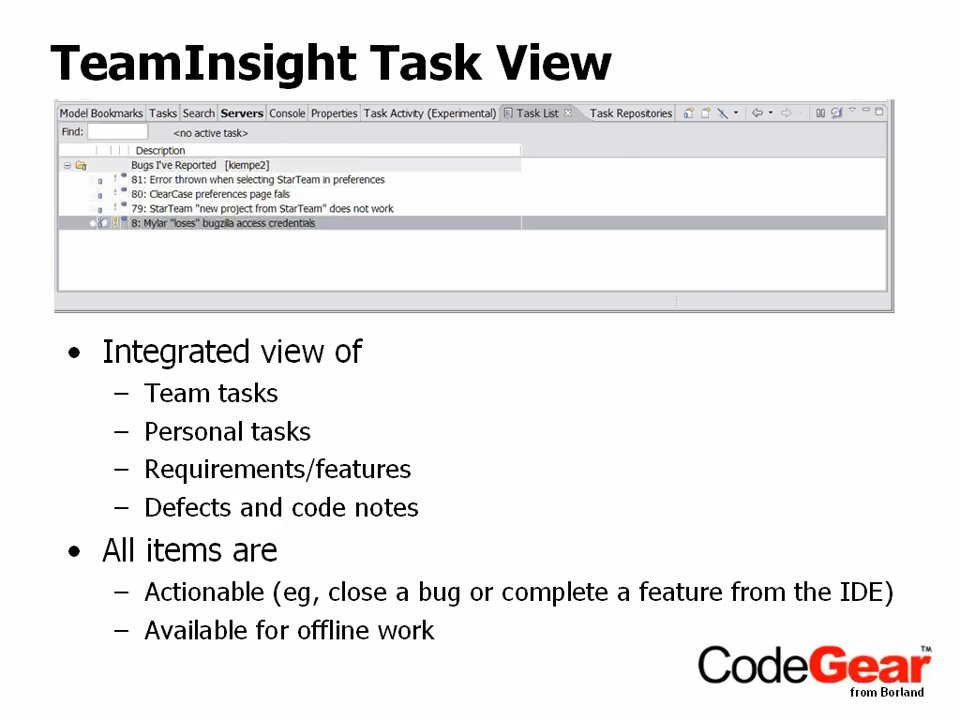 TeamInsight Task View
Model Bookmarks Tasks Search Servers Console Properties Task Activity (Experimental) Task List Task Repositories
Find: <no active task>
Description
Bugs I've Reported [kiempe2]
81: Error thrown when selecting StarTeam in preferences
80: ClearCase preferences page fails
79: StarTeam "new project from StarTeam" does not work
8: Mylar "loses" bugzilla access credentials
• Integrated view of
– Team tasks
– Personal tasks
– Requirements/features
– Defects and code notes
• All items are
– Actionable (eg, close a bug or complete a feature from the IDE)
– Available for offline work
CodeGear™
from Borland